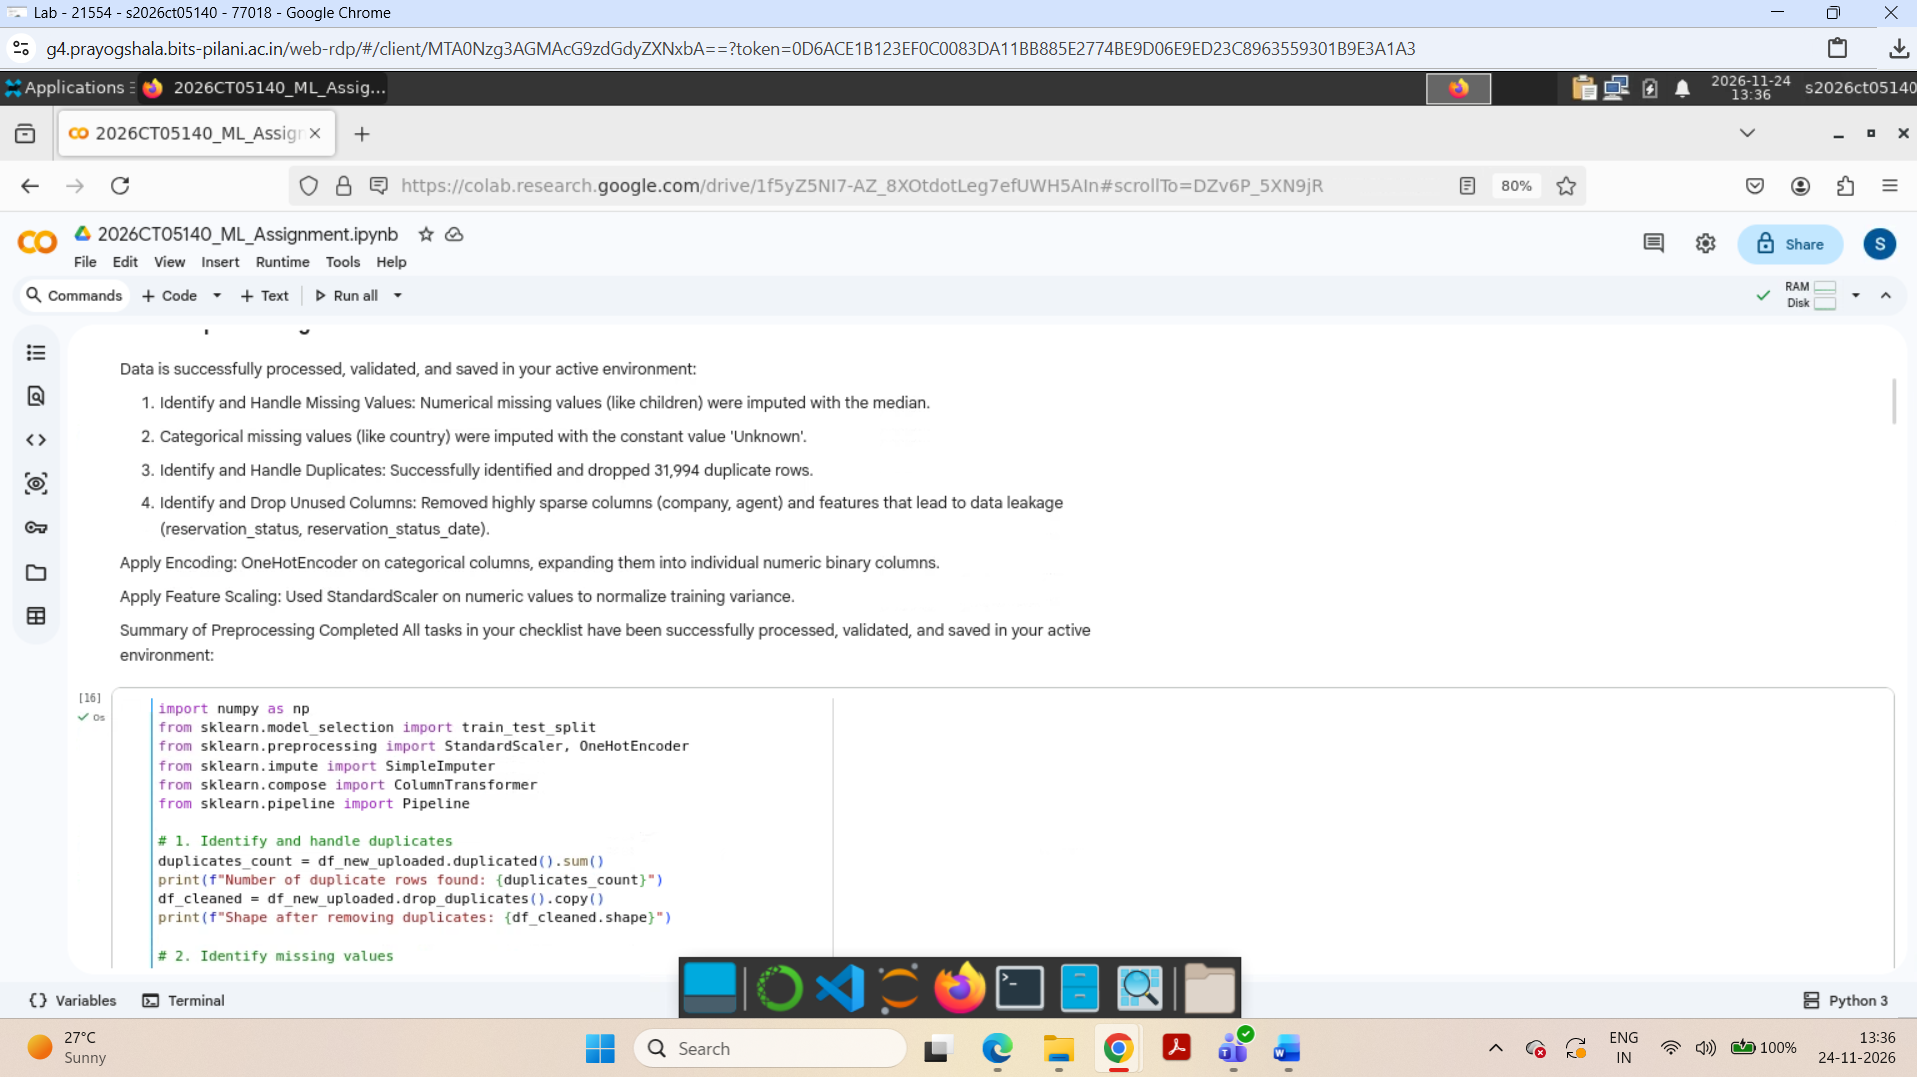 Lab - 21554 - s2026ct05140 - 77018 - Google Chrome
g4.prayogshala.bits-pilani.ac.in/web-rdp/#/client/MTA0Nzg3AGMAcG9zdGdyZXNxbA==?token=0D6ACE1B123EF0C0083DA11BB885E2774BE9D06E9ED23C8963559301B9E3A1A3
Applications
2026CT05140_ML_Assig...
2026-11-24
13:36
s2026ct05140
2026CT05140_ML_Assign
https://colab.research.google.com/drive/1f5yZ5NI7-AZ_8XOtdotLeg7efUWH5AIn#scrollTo=DZv6P_5XN9jR
80%
2026CT05140_ML_Assignment.ipynb
File Edit View Insert Runtime Tools Help
Share
S
Commands + Code + Text Run all
RAM
Disk
Data is successfully processed, validated, and saved in your active environment:
1. Identify and Handle Missing Values: Numerical missing values (like children) were imputed with the median.
2. Categorical missing values (like country) were imputed with the constant value 'Unknown'.
3. Identify and Handle Duplicates: Successfully identified and dropped 31,994 duplicate rows.
4. Identify and Drop Unused Columns: Removed highly sparse columns (company, agent) and features that lead to data leakage
(reservation_status, reservation_status_date).
Apply Encoding: OneHotEncoder on categorical columns, expanding them into individual numeric binary columns.
Apply Feature Scaling: Used StandardScaler on numeric values to normalize training variance.
Summary of Preprocessing Completed All tasks in your checklist have been successfully processed, validated, and saved in your active
environment:
[16]
0s
import numpy as np
from sklearn.model_selection import train_test_split
from sklearn.preprocessing import StandardScaler, OneHotEncoder
from sklearn.impute import SimpleImputer
from sklearn.compose import ColumnTransformer
from sklearn.pipeline import Pipeline
# 1. Identify and handle duplicates
duplicates_count = df_new_uploaded.duplicated().sum()
print(f"Number of duplicate rows found: {duplicates_count}")
df_cleaned = df_new_uploaded.drop_duplicates().copy()
print(f"Shape after removing duplicates: {df_cleaned.shape}")
# 2. Identify missing values
Variables
Terminal
Python 3
27°C
Sunny
Search
ENG
IN
100%
13:36
24-11-2026